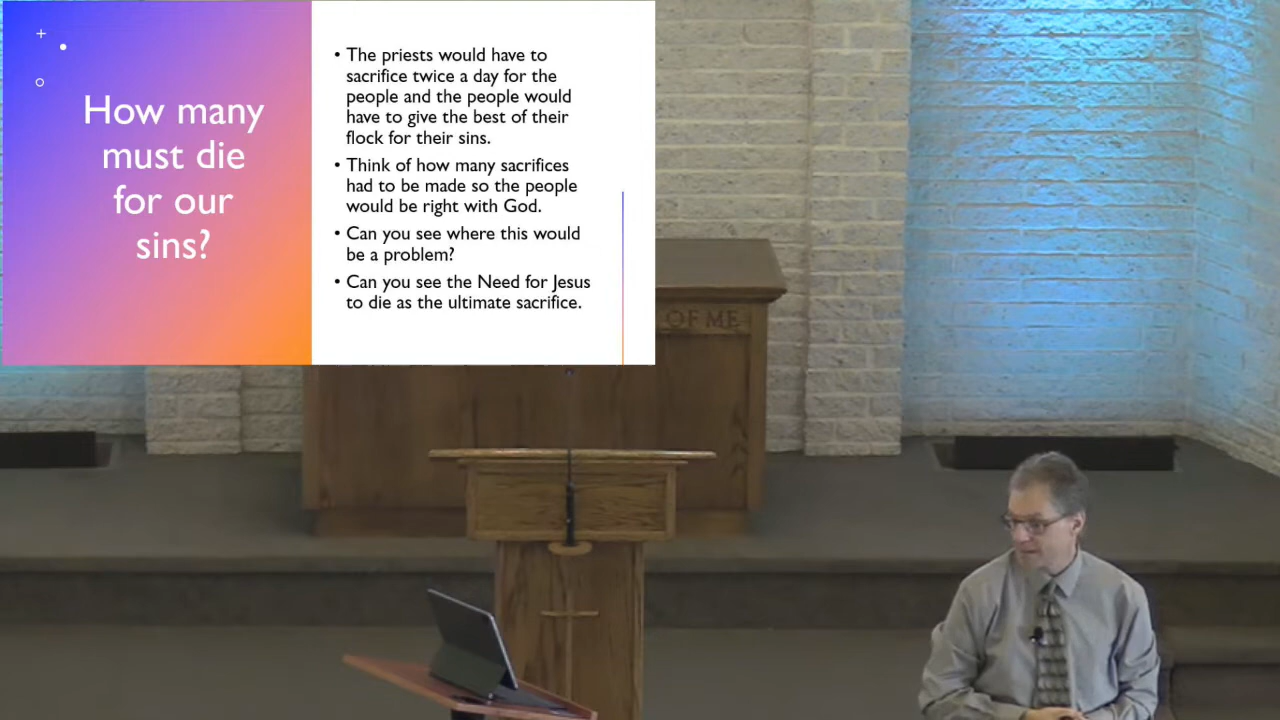 How many
must die
for our
sins?
• The priests would have to
sacrifice twice a day for the
people and the people would
have to give the best of their
flock for their sins.
• Think of how many sacrifices
had to be made so the people
would be right with God.
• Can you see where this would
be a problem?
• Can you see the Need for Jesus
to die as the ultimate sacrifice.
OF ME